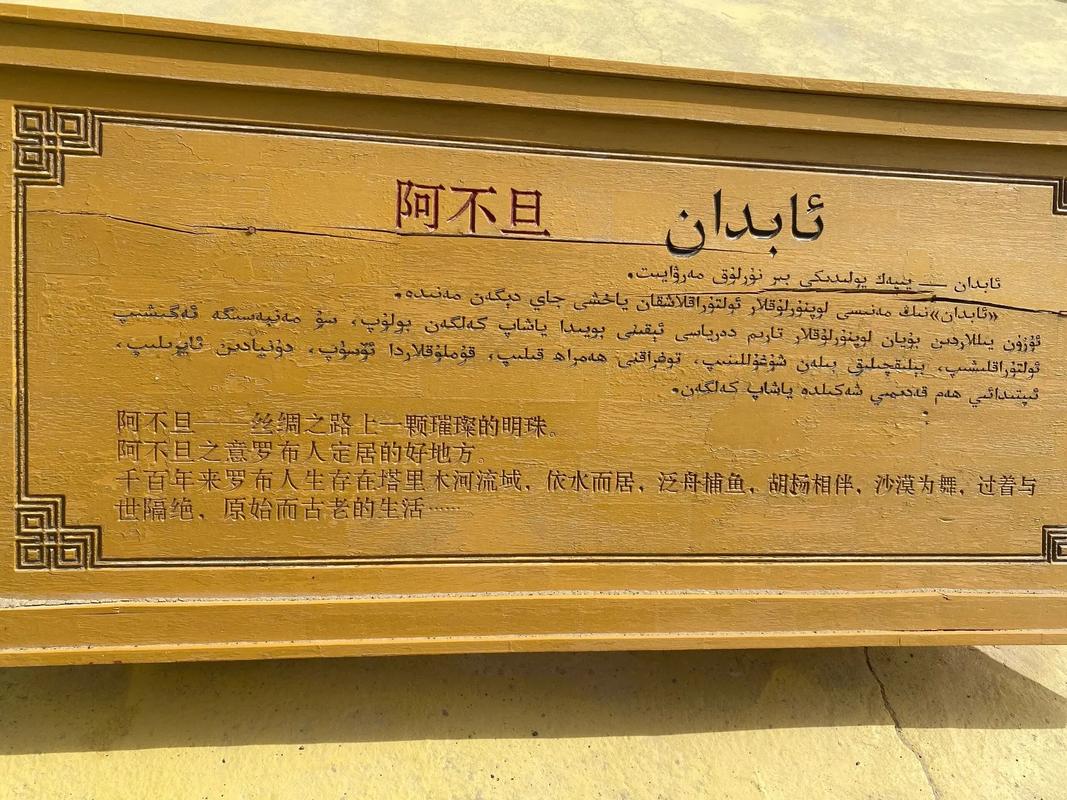 阿不旦 ئابدان
ئابدان — يىپەك يولىدىكى بىر نۇرلۇق مەرۋايىت.
«ئابدان»نىڭ مەنىسى لوپنۇرلۇقلار ئولتۇراقلاشقان ياخشى جاي دېگەن مەنىدە.
ئۇزۇن يىللاردىن بۇيان لوپنۇرلۇقلار تارىم دەرياسى ئېقىنى بويىدا ياشاپ كەلگەن بولۇپ، سۇ مەنپەسىگە ئەگىشىپ
ئولتۇراقلىشىپ، بېلىقچىلىق بىلەن شۇغۇللىنىپ، توغراقنى ھەمراھ قىلىپ، قۇملۇقلاردا ئۇسۇپ، دۇنيادىن ئايرىلىپ،
ئىپتىدائىي ھەم قەدىمىي شەكىلدە ياشاپ كەلگەن.
阿不旦——丝绸之路上一颗璀璨的明珠。
阿不旦之意罗布人定居的好地方。
千百年来罗布人生存在塔里木河流域，依水而居，泛舟捕鱼，胡杨相伴，沙漠为舞，过着与
世隔绝，原始而古老的生活……